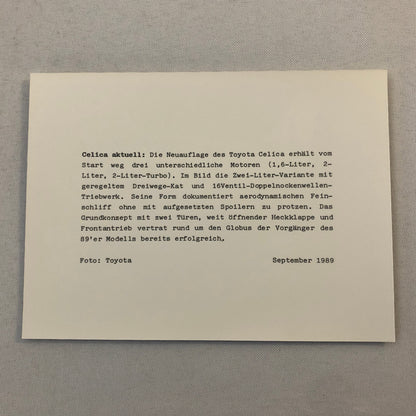 Celica aktuell: Die Neuauflage des Toyota Celica erhält vom
Start weg drei unterschiedliche Motoren (1,6-Liter, 2-
Liter, 2-Liter-Turbo). Im Bild die Zwei-Liter-Variante mit
geregeltem Dreiwege-Kat und 16Ventil-Doppelnockenwellen-
Triebwerk. Seine Form dokumentiert aerodynamischen Fein-
schliff ohne mit aufgesetzten Spoilern zu protzen. Das
Grundkonzept mit zwei Türen, weit öffnender Heckklappe und
Frontantrieb vertrat rund um den Globus der Vorgänger des
89'er Modells bereits erfolgreich,
Foto: Toyota September 1989